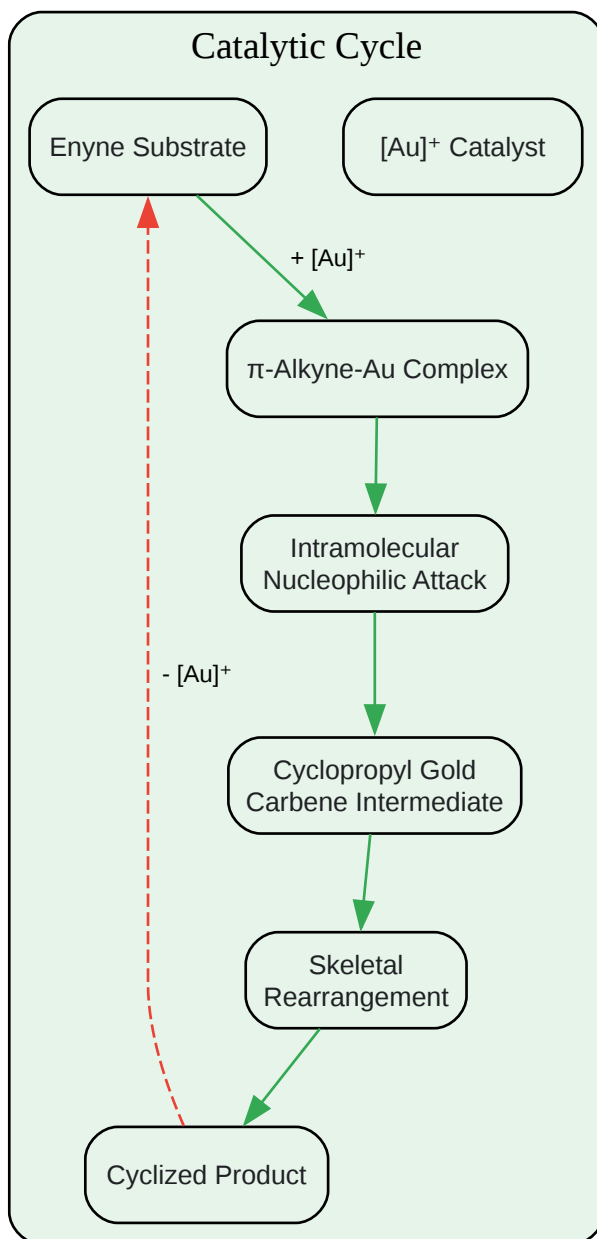 Catalytic Cycle
Enyne Substrate
[Au]⁺ Catalyst
+ [Au]⁺
π-Alkyne-Au Complex
Intramolecular
Nucleophilic Attack
- [Au]⁺
Cyclopropyl Gold
Carbene Intermediate
Skeletal
Rearrangement
Cyclized Product